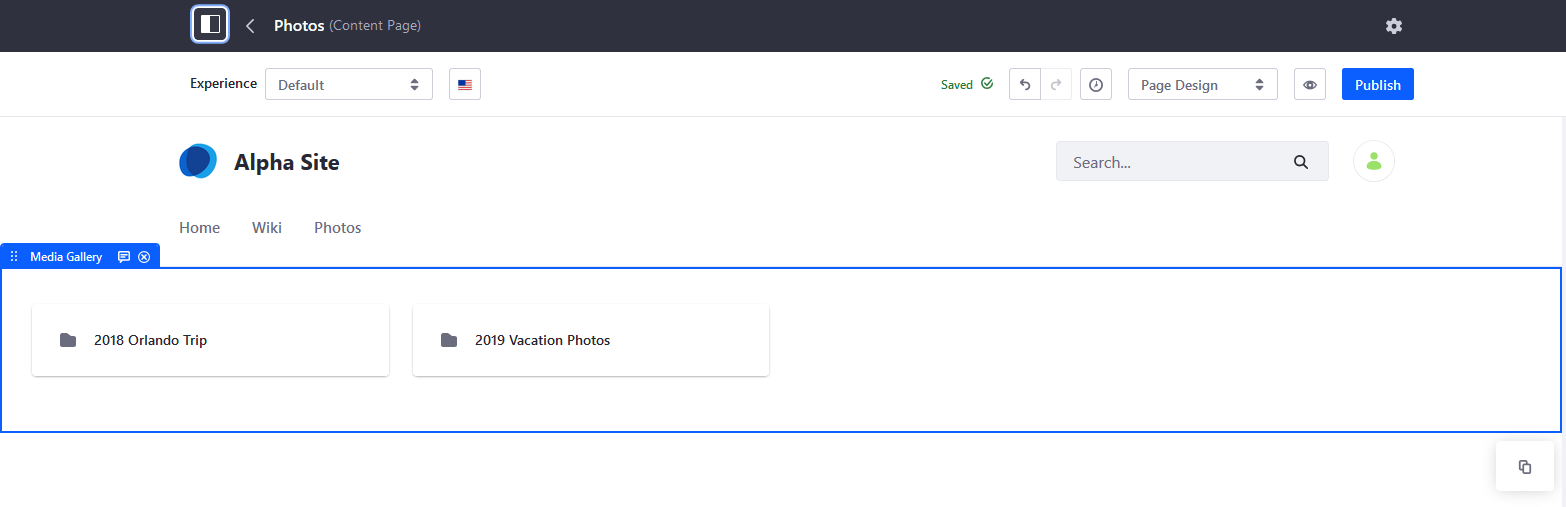 Photos (Content Page)
Experience Default Saved Page Design Publish
Alpha Site Search...
Home Wiki Photos
Media Gallery
2018 Orlando Trip 2019 Vacation Photos